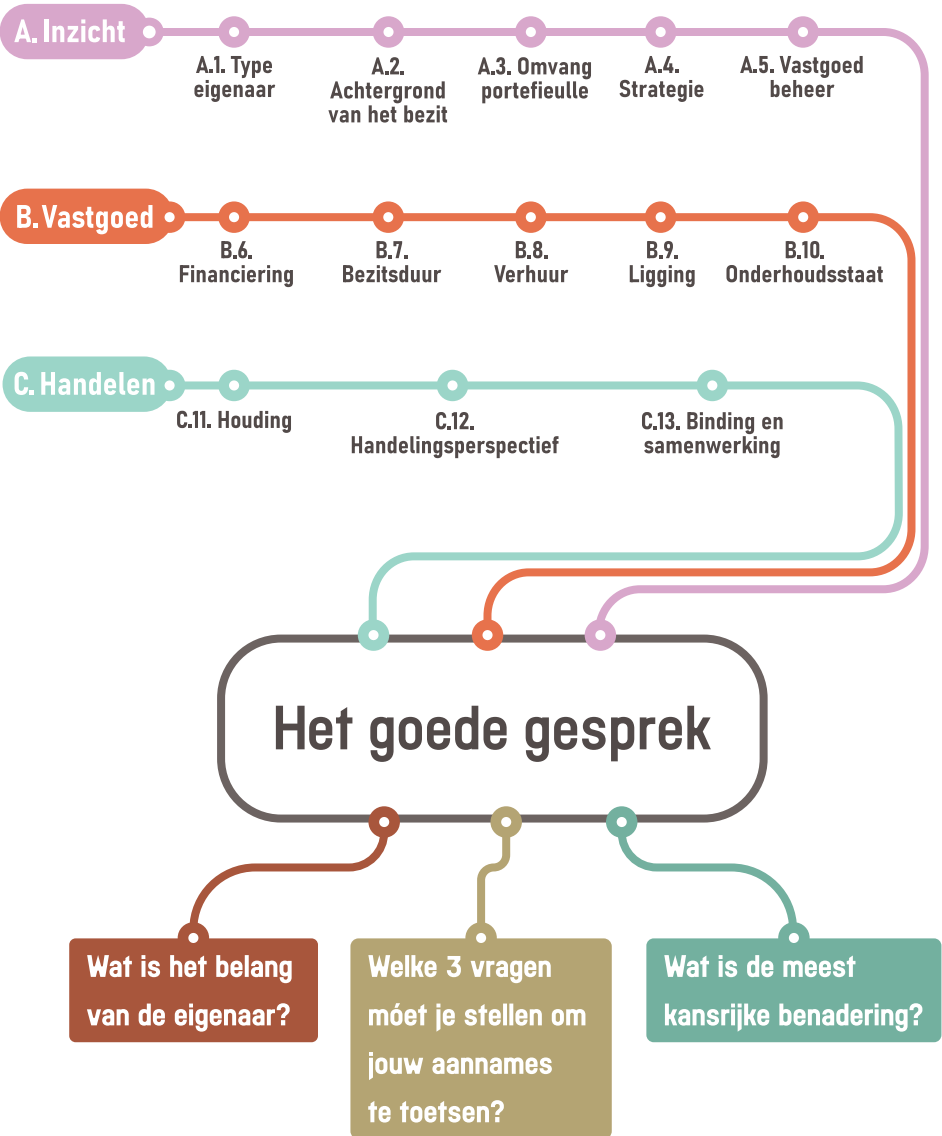 A. Inzicht
A.1. Type
eigenaar
A.2.
Achtergrond
van het bezit
A.3. Omvang
portefieulle
A.4.
Strategie
A.5. Vastgoed
beheer
B. Vastgoed
B.6.
Financiering
B.7.
Bezitsduur
B.8.
Verhuur
B.9.
Ligging
B.10.
Onderhoudsstaat
C. Handelen
C.11. Houding
C.12.
Handelingsperspectief
C.13. Binding en
samenwerking
Het goede gesprek
Wat is het belang
van de eigenaar?
Welke 3 vragen
móet je stellen om
jouw aannames
te toetsen?
Wat is de meest
kansrijke benadering?